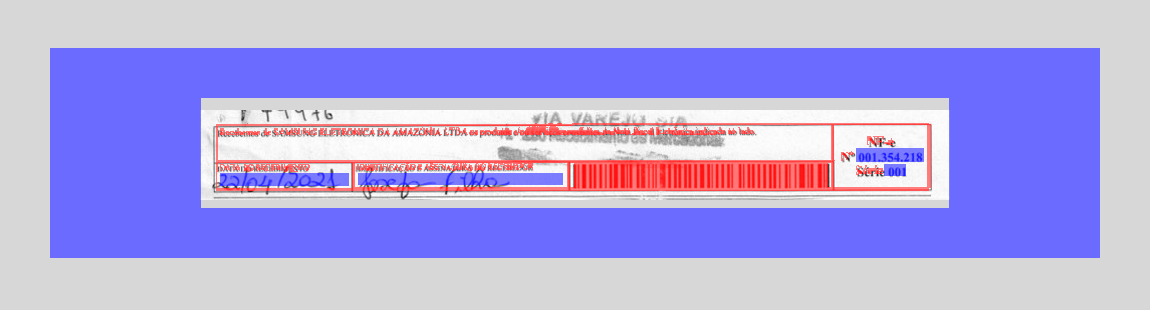 VIA VAREJO S/A
Recebemos de SAMSUNG ELETRONICA DA AMAZONIA LTDA os produtos e/ou serviços constantes da Nota Fiscal Eletrônica indicada ao lado.
NF-e
Nº 001.354.218
Série 001
DATA DO RECEBIMENTO
IDENTIFICAÇÃO E ASSINATURA DO RECEBEDOR
22/04/2021